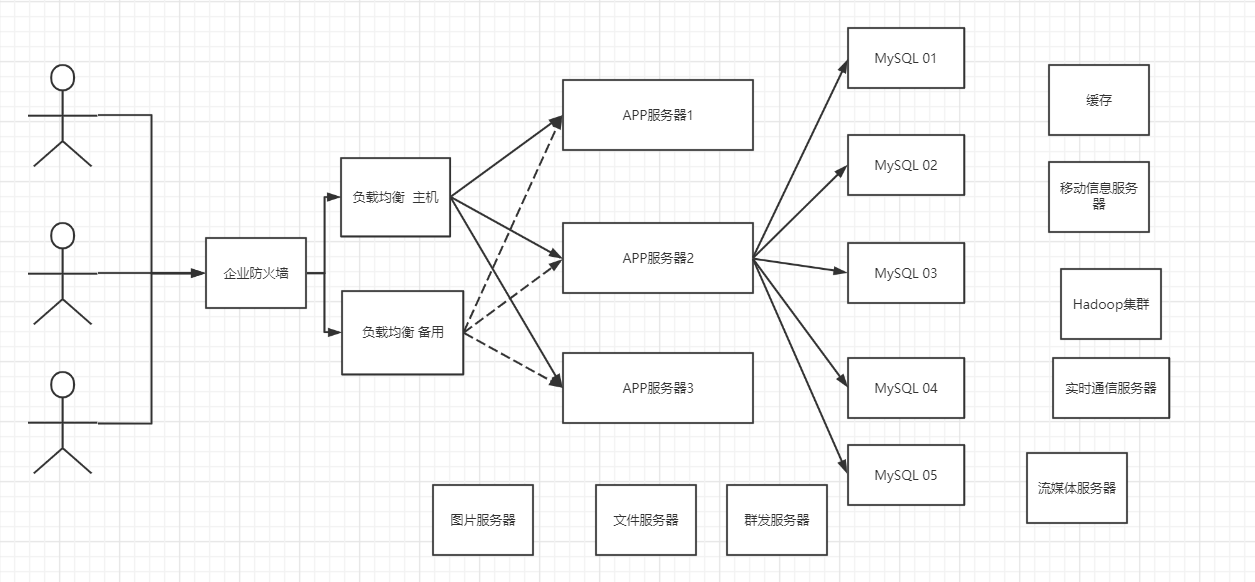 企业防火墙
负载均衡  主机
负载均衡 备用
APP服务器1
APP服务器2
APP服务器3
MySQL 01
MySQL 02
MySQL 03
MySQL 04
MySQL 05
缓存
移动信息服务
器
Hadoop集群
实时通信服务器
流媒体服务器
图片服务器
文件服务器
群发服务器